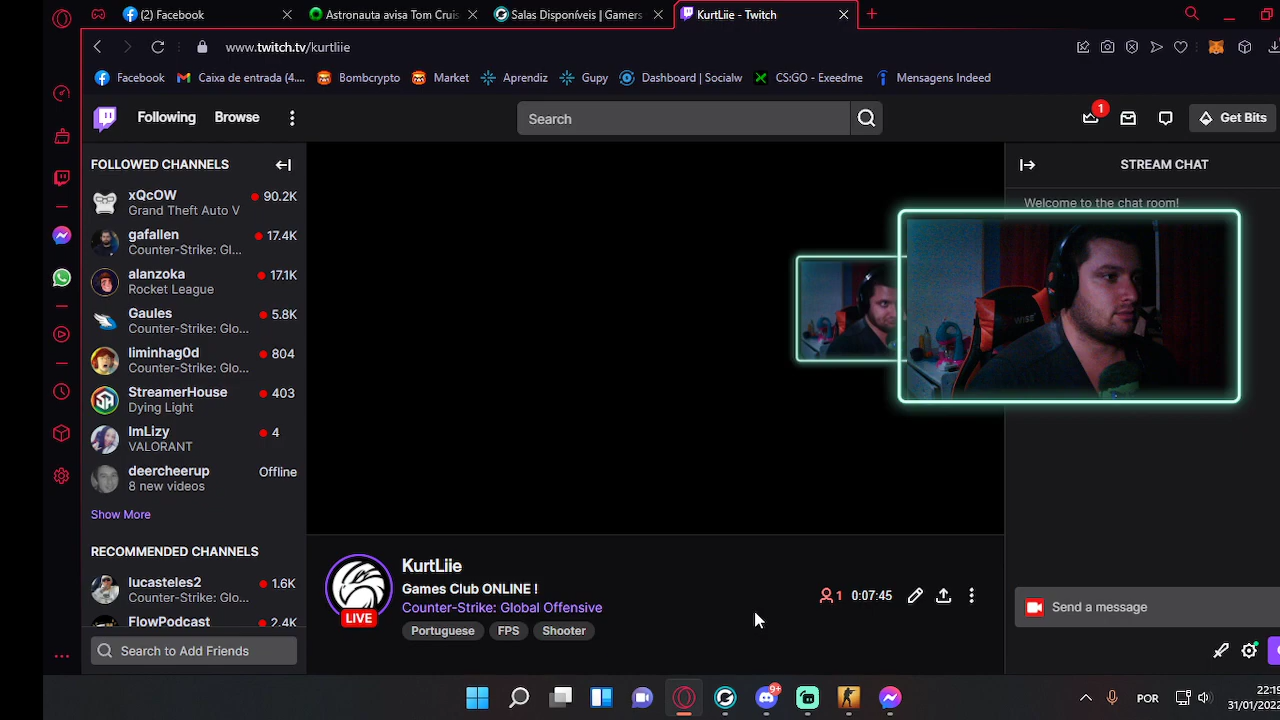 (2) Facebook
Astronauta avisa Tom Cruis
Salas Disponíveis | Gamers
KurtLiie - Twitch
www.twitch.tv/kurtliie
Facebook
Caixa de entrada (4....
Bombcrypto
Market
Aprendiz
Gupy
Dashboard | Socialw
CS:GO - Exeedme
Mensagens Indeed
Following
Browse
Search
1
Get Bits
FOLLOWED CHANNELS
xQcOW
90.2K
Grand Theft Auto V
gafallen
17.4K
Counter-Strike: Gl...
alanzoka
17.1K
Rocket League
Gaules
5.8K
Counter-Strike: Glo...
liminhag0d
804
Counter-Strike: Glo...
StreamerHouse
403
Dying Light
ImLizy
4
VALORANT
deercheerup
Offline
8 new videos
Show More
RECOMMENDED CHANNELS
lucasteles2
1.6K
Counter-Strike: Glo...
FlowPodcast
2.4K
Search to Add Friends
KurtLiie
Games Club ONLINE !
Counter-Strike: Global Offensive
LIVE
Portuguese
FPS
Shooter
1
0:07:45
STREAM CHAT
Welcome to the chat room!
Send a message
9+
POR
31/01/202